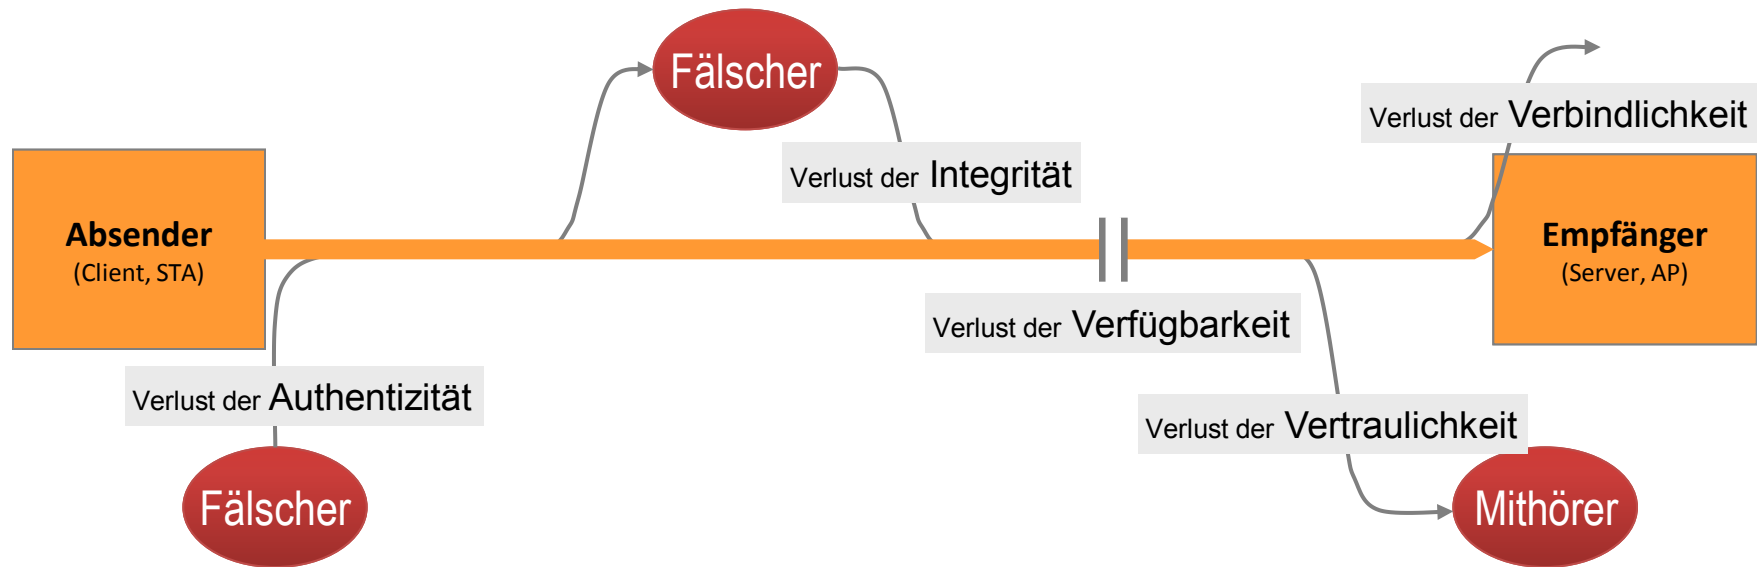 Fälscher
Verlust der Verbindlichkeit
Verlust der Integrität
Absender
(Client, STA)
Empfänger
(Server, AP)
Verlust der Verfügbarkeit
Verlust der Authentizität
Verlust der Vertraulichkeit
Fälscher
Mithörer